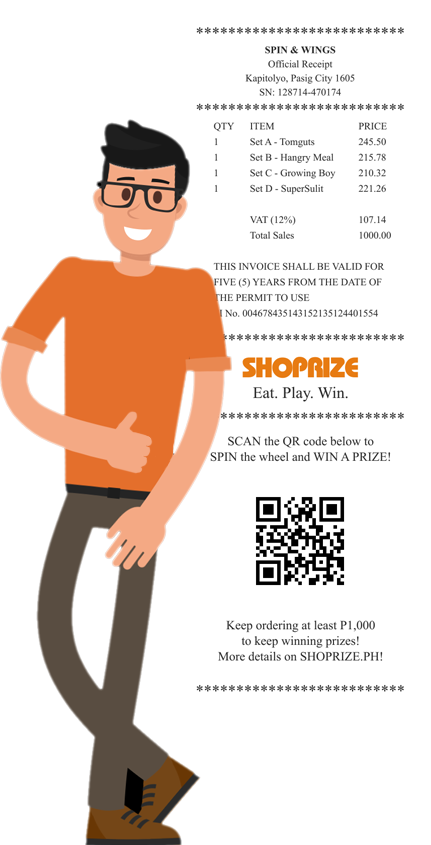 **************************
SPIN & WINGS
Official Receipt
Kapitolyo, Pasig City 1605
SN: 128714-470174
**************************
QTY ITEM PRICE
1 Set A - Tomguts 245.50
1 Set B - Hangry Meal 215.78
1 Set C - Growing Boy 210.32
1 Set D - SuperSulit 221.26
VAT (12%) 107.14
Total Sales 1000.00
THIS INVOICE SHALL BE VALID FOR
FIVE (5) YEARS FROM THE DATE OF
THE PERMIT TO USE
No. 00467843514315213512440155​4
**************************
SHOPRIZE
Eat. Play. Win.
**************************
SCAN the QR code below to
SPIN the wheel and WIN A PRIZE!
Keep ordering at least P1,000
to keep winning prizes!
More details on SHOPRIZE.PH!
**************************